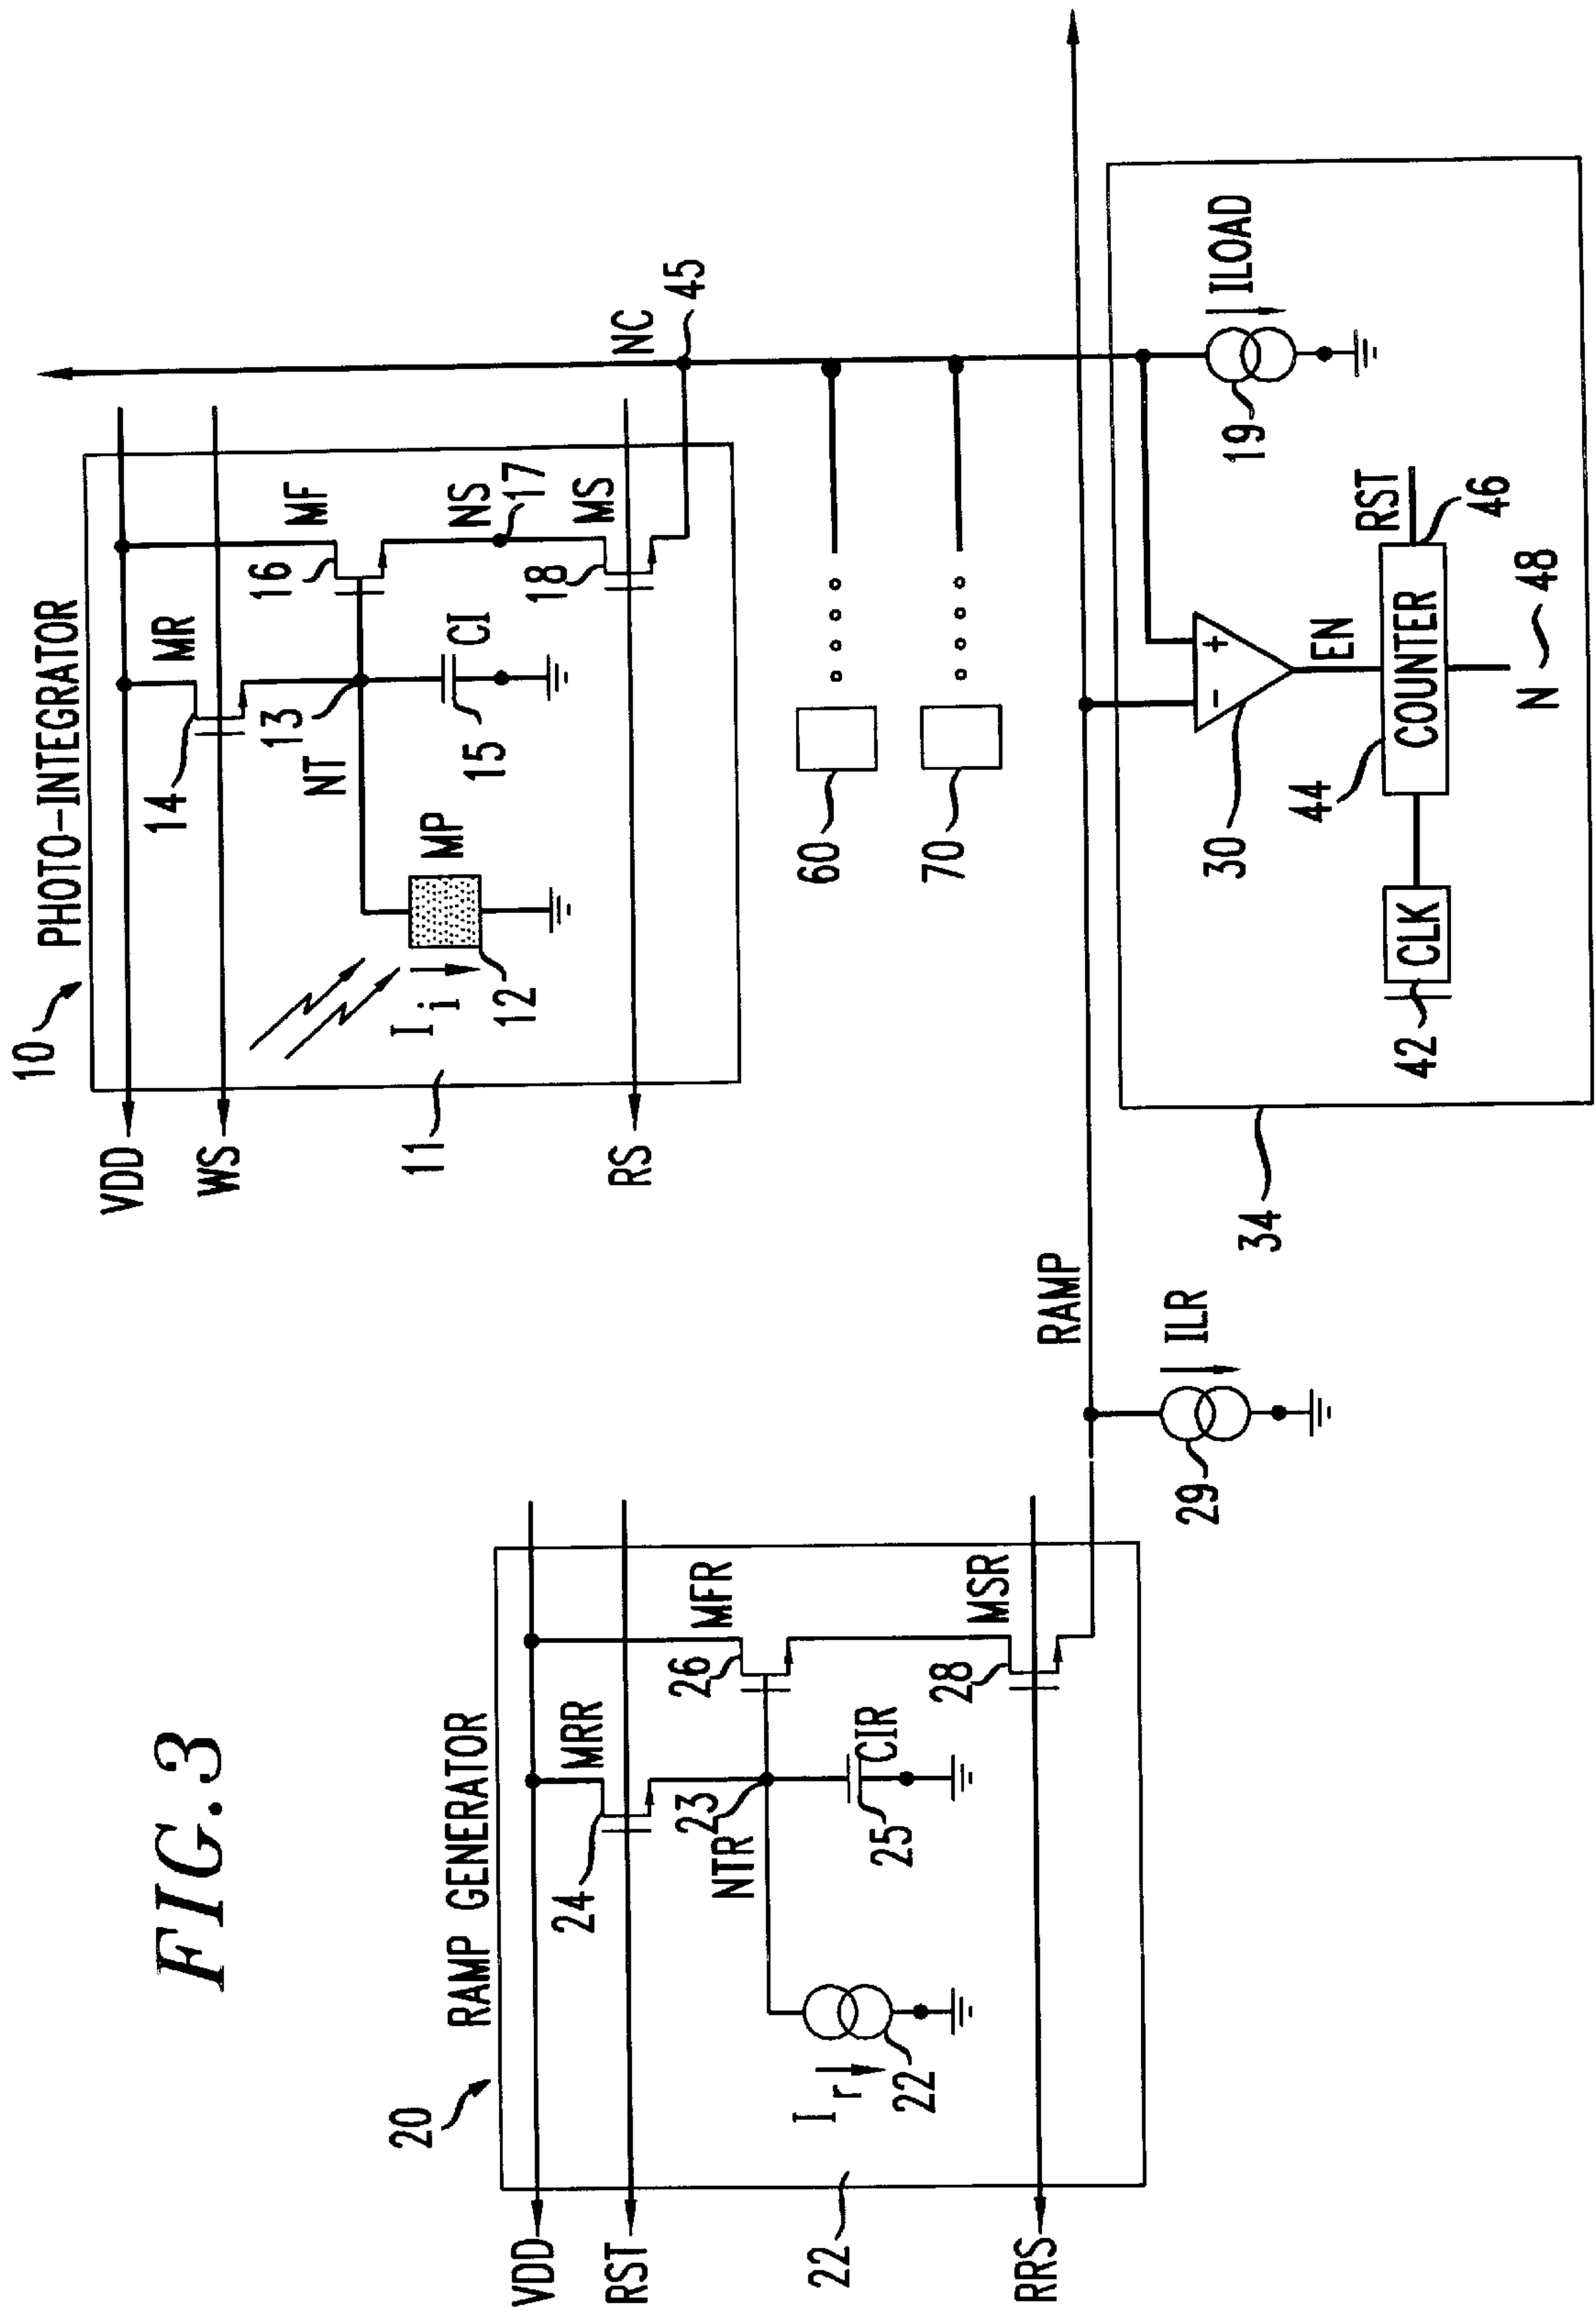 FIG.3
10
PHOTO-INTEGRATOR
VDD
WS
11
RS
14
MR
16
MF
13
NT
NS
17
15
CI
18
MS
MP
I i
12
NC
45
60
70
20
RAMP GENERATOR
VDD
RST
22
RRS
24
MRR
26
MFR
23
NTR
25
CIR
28
MSR
I r
22
RAMP
29
ILR
34
30
- +
EN
19
ILOAD
42
CLK
44
COUNTER
RST
46
N
48